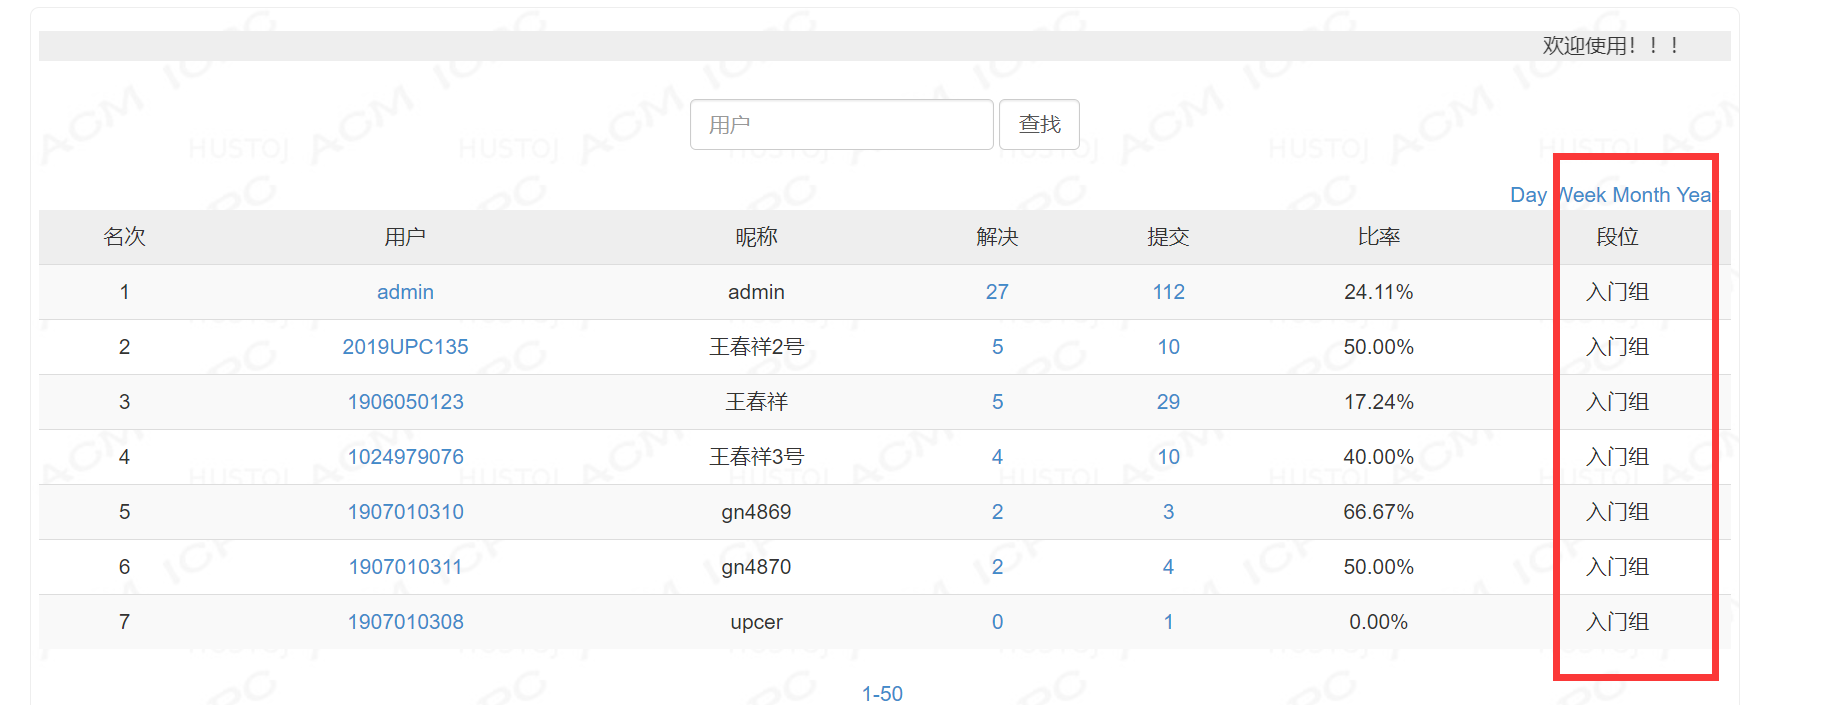 欢迎使用！！！
用户 查找
Day Week Month Yea
名次 用户 昵称 解决 提交 比率 段位
1 admin admin 27 112 24.11% 入门组
2 2019UPC135 王春祥2号 5 10 50.00% 入门组
3 1906050123 王春祥 5 29 17.24% 入门组
4 1024979076 王春祥3号 4 10 40.00% 入门组
5 1907010310 gn4869 2 3 66.67% 入门组
6 1907010311 gn4870 2 4 50.00% 入门组
7 1907010308 upcer 0 1 0.00% 入门组
1-50
ACM ICPC
HUSTOJ